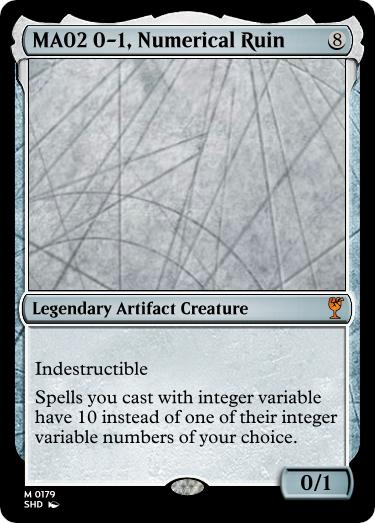 MA02 0-1, Numerical Ruin 8
Legendary Artifact Creature
Indestructible
Spells you cast with integer variable
have 10 instead of one of their integer
variable numbers of your choice.
0/1
M 0179
SHD